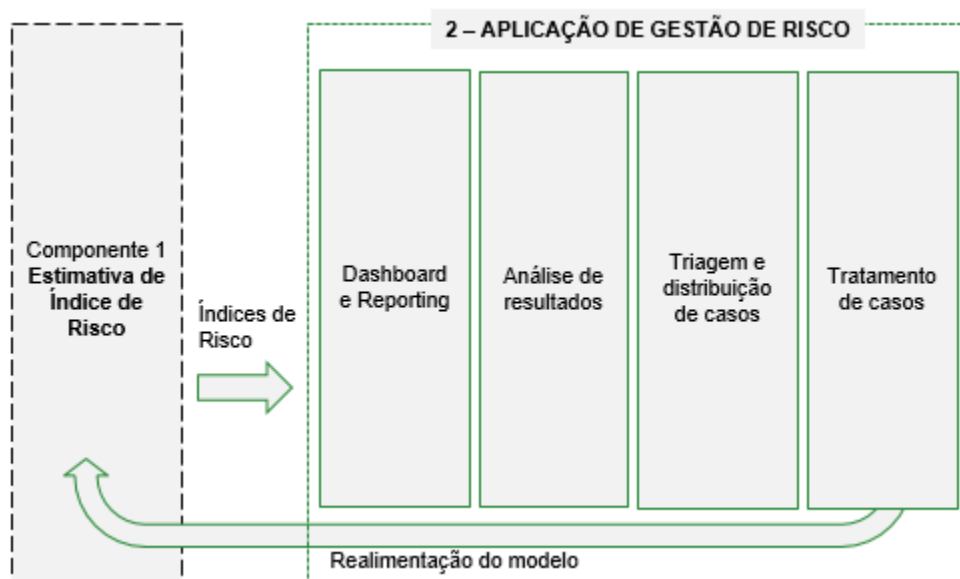 2 – APLICAÇÃO DE GESTÃO DE RISCO
Componente 1
Estimativa de
Índice de
Risco
Índices de
Risco
Dashboard
e Reporting
Análise de
resultados
Triagem e
distribuição
de casos
Tratamento
de casos
Realimentação do modelo